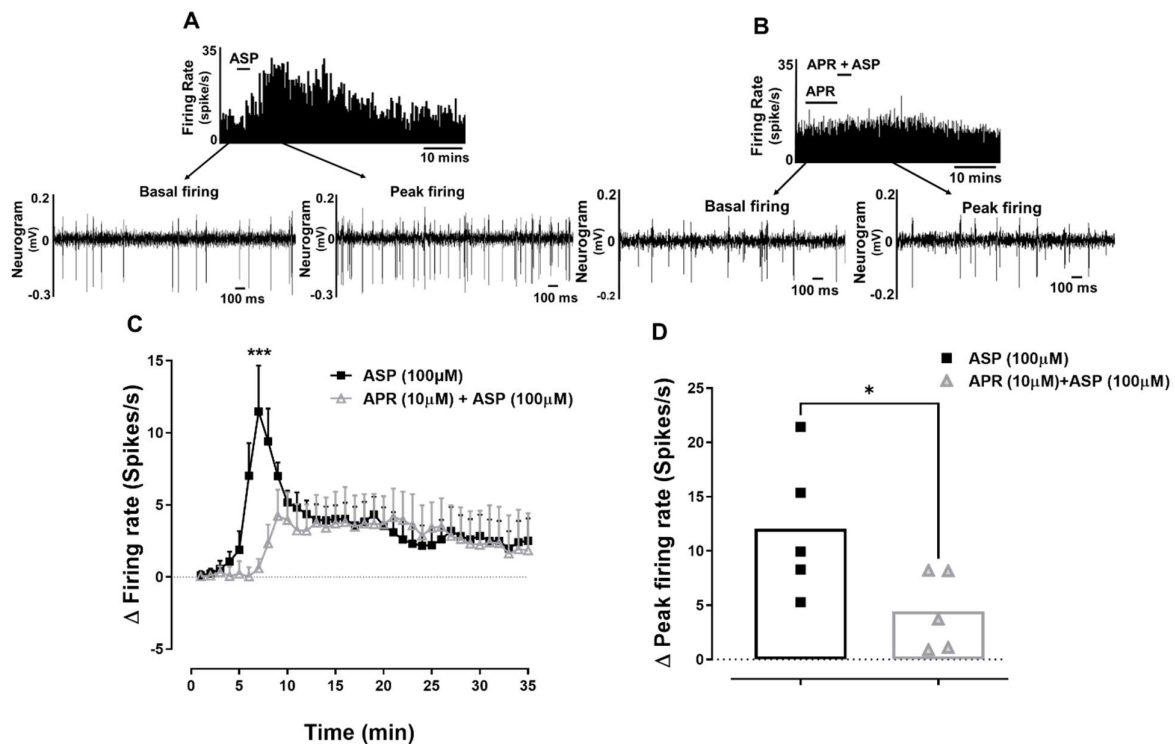 A
35
ASP
Firing Rate
(spike/s)
0
10 mins
Basal firing
Peak firing
0.2
Neurogram
(mV)
0
-0.3
100 ms
0.2
Neurogram
(mV)
0
-0.3
100 ms
B
35
APR + ASP
APR
Firing Rate
(spike/s)
0
10 mins
Basal firing
Peak firing
0.2
Neurogram
(mV)
0
-0.2
100 ms
0.2
Neurogram
(mV)
0
-0.2
100 ms
C
***
ASP (100μM)
APR (10μM) + ASP (100μM)
Δ Firing rate (Spikes/s)
15
10
5
0
-5
0 5 10 15 20 25 30 35
Time (min)
D
ASP (100μM)
APR (10μM)+ASP (100μM)
*
Δ Peak firing rate (Spikes/s)
25
20
15
10
5
0